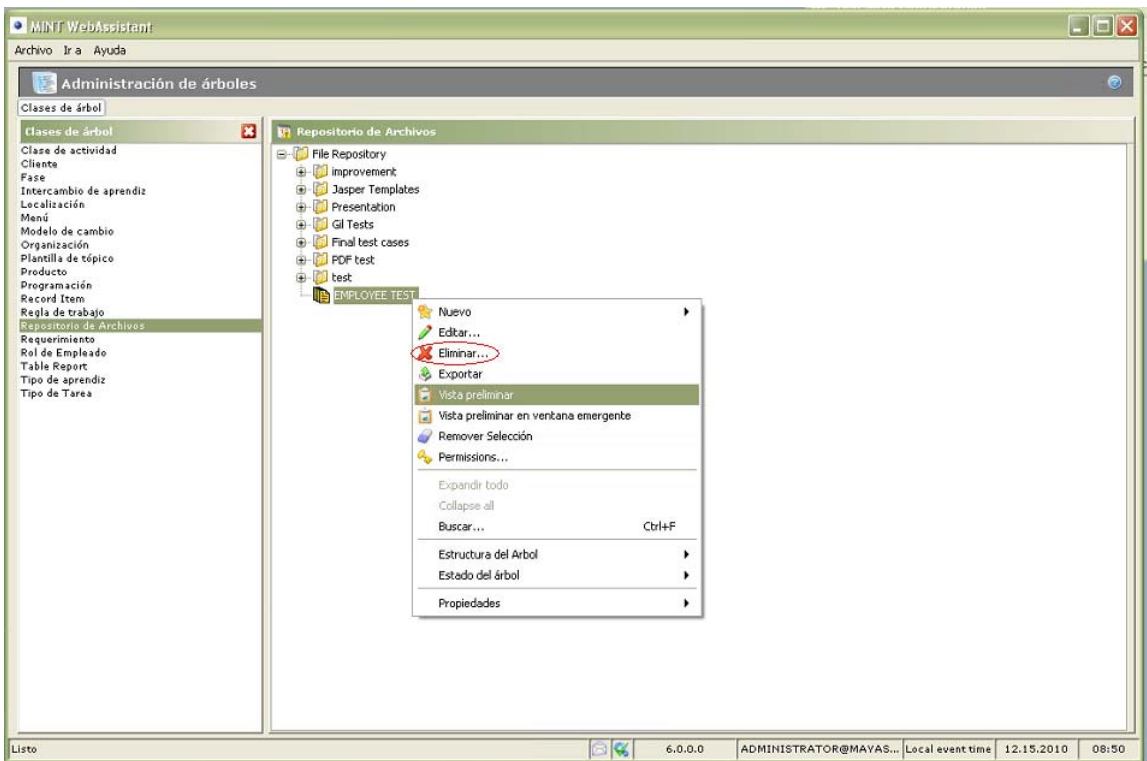 MINT WebAssistant
Archivo Ir a Ayuda
Administración de árboles
Clases de árbol
Clases de árbol
Clase de actividad
Cliente
Fase
Intercambio de aprendiz
Localización
Menú
Modelo de cambio
Organización
Plantilla de tópico
Producto
Programación
Record Item
Regla de trabajo
Repositorio de Archivos
Requerimiento
Rol de Empleado
Table Report
Tipo de aprendiz
Tipo de Tarea
Repositorio de Archivos
File Repository
improvement
Jasper Templates
Presentation
Gil Tests
Final test cases
PDF test
test
EMPLOYEE TEST
Nuevo
Editar...
Eliminar...
Exportar
Vista preliminar
Vista preliminar en ventana emergente
Remover Selección
Permissions...
Expandir todo
Collapse all
Buscar... Ctrl+F
Estructura del Arbol
Estado del árbol
Propiedades
Listo 6.0.0.0 ADMINISTRATOR@MAYAS... Local event time 12.15.2010 08:50